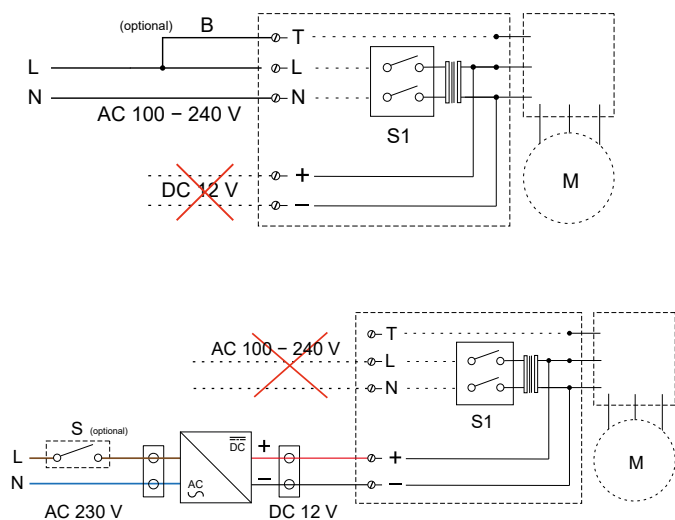 (optional) B
T
L L
N N
AC 100 – 240 V
S1
+
DC 12 V
–
M
T
AC 100 – 240 V L
N
S1
S (optional)
L
N
DC
AC
+
–
+
–
M
AC 230 V DC 12 V